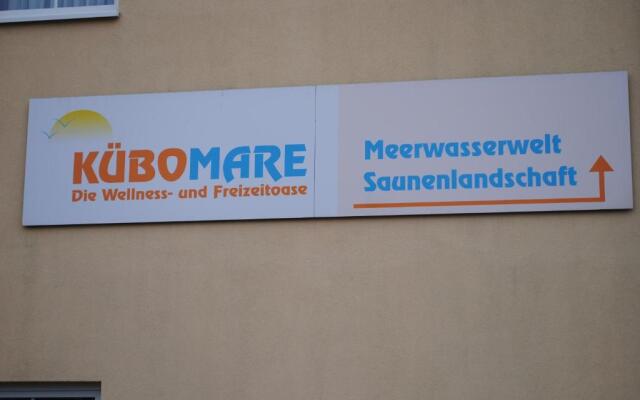 KÜBOMARE
Die Wellness- und Freizeitoase
Meerwasserwelt
Saunenlandschaft